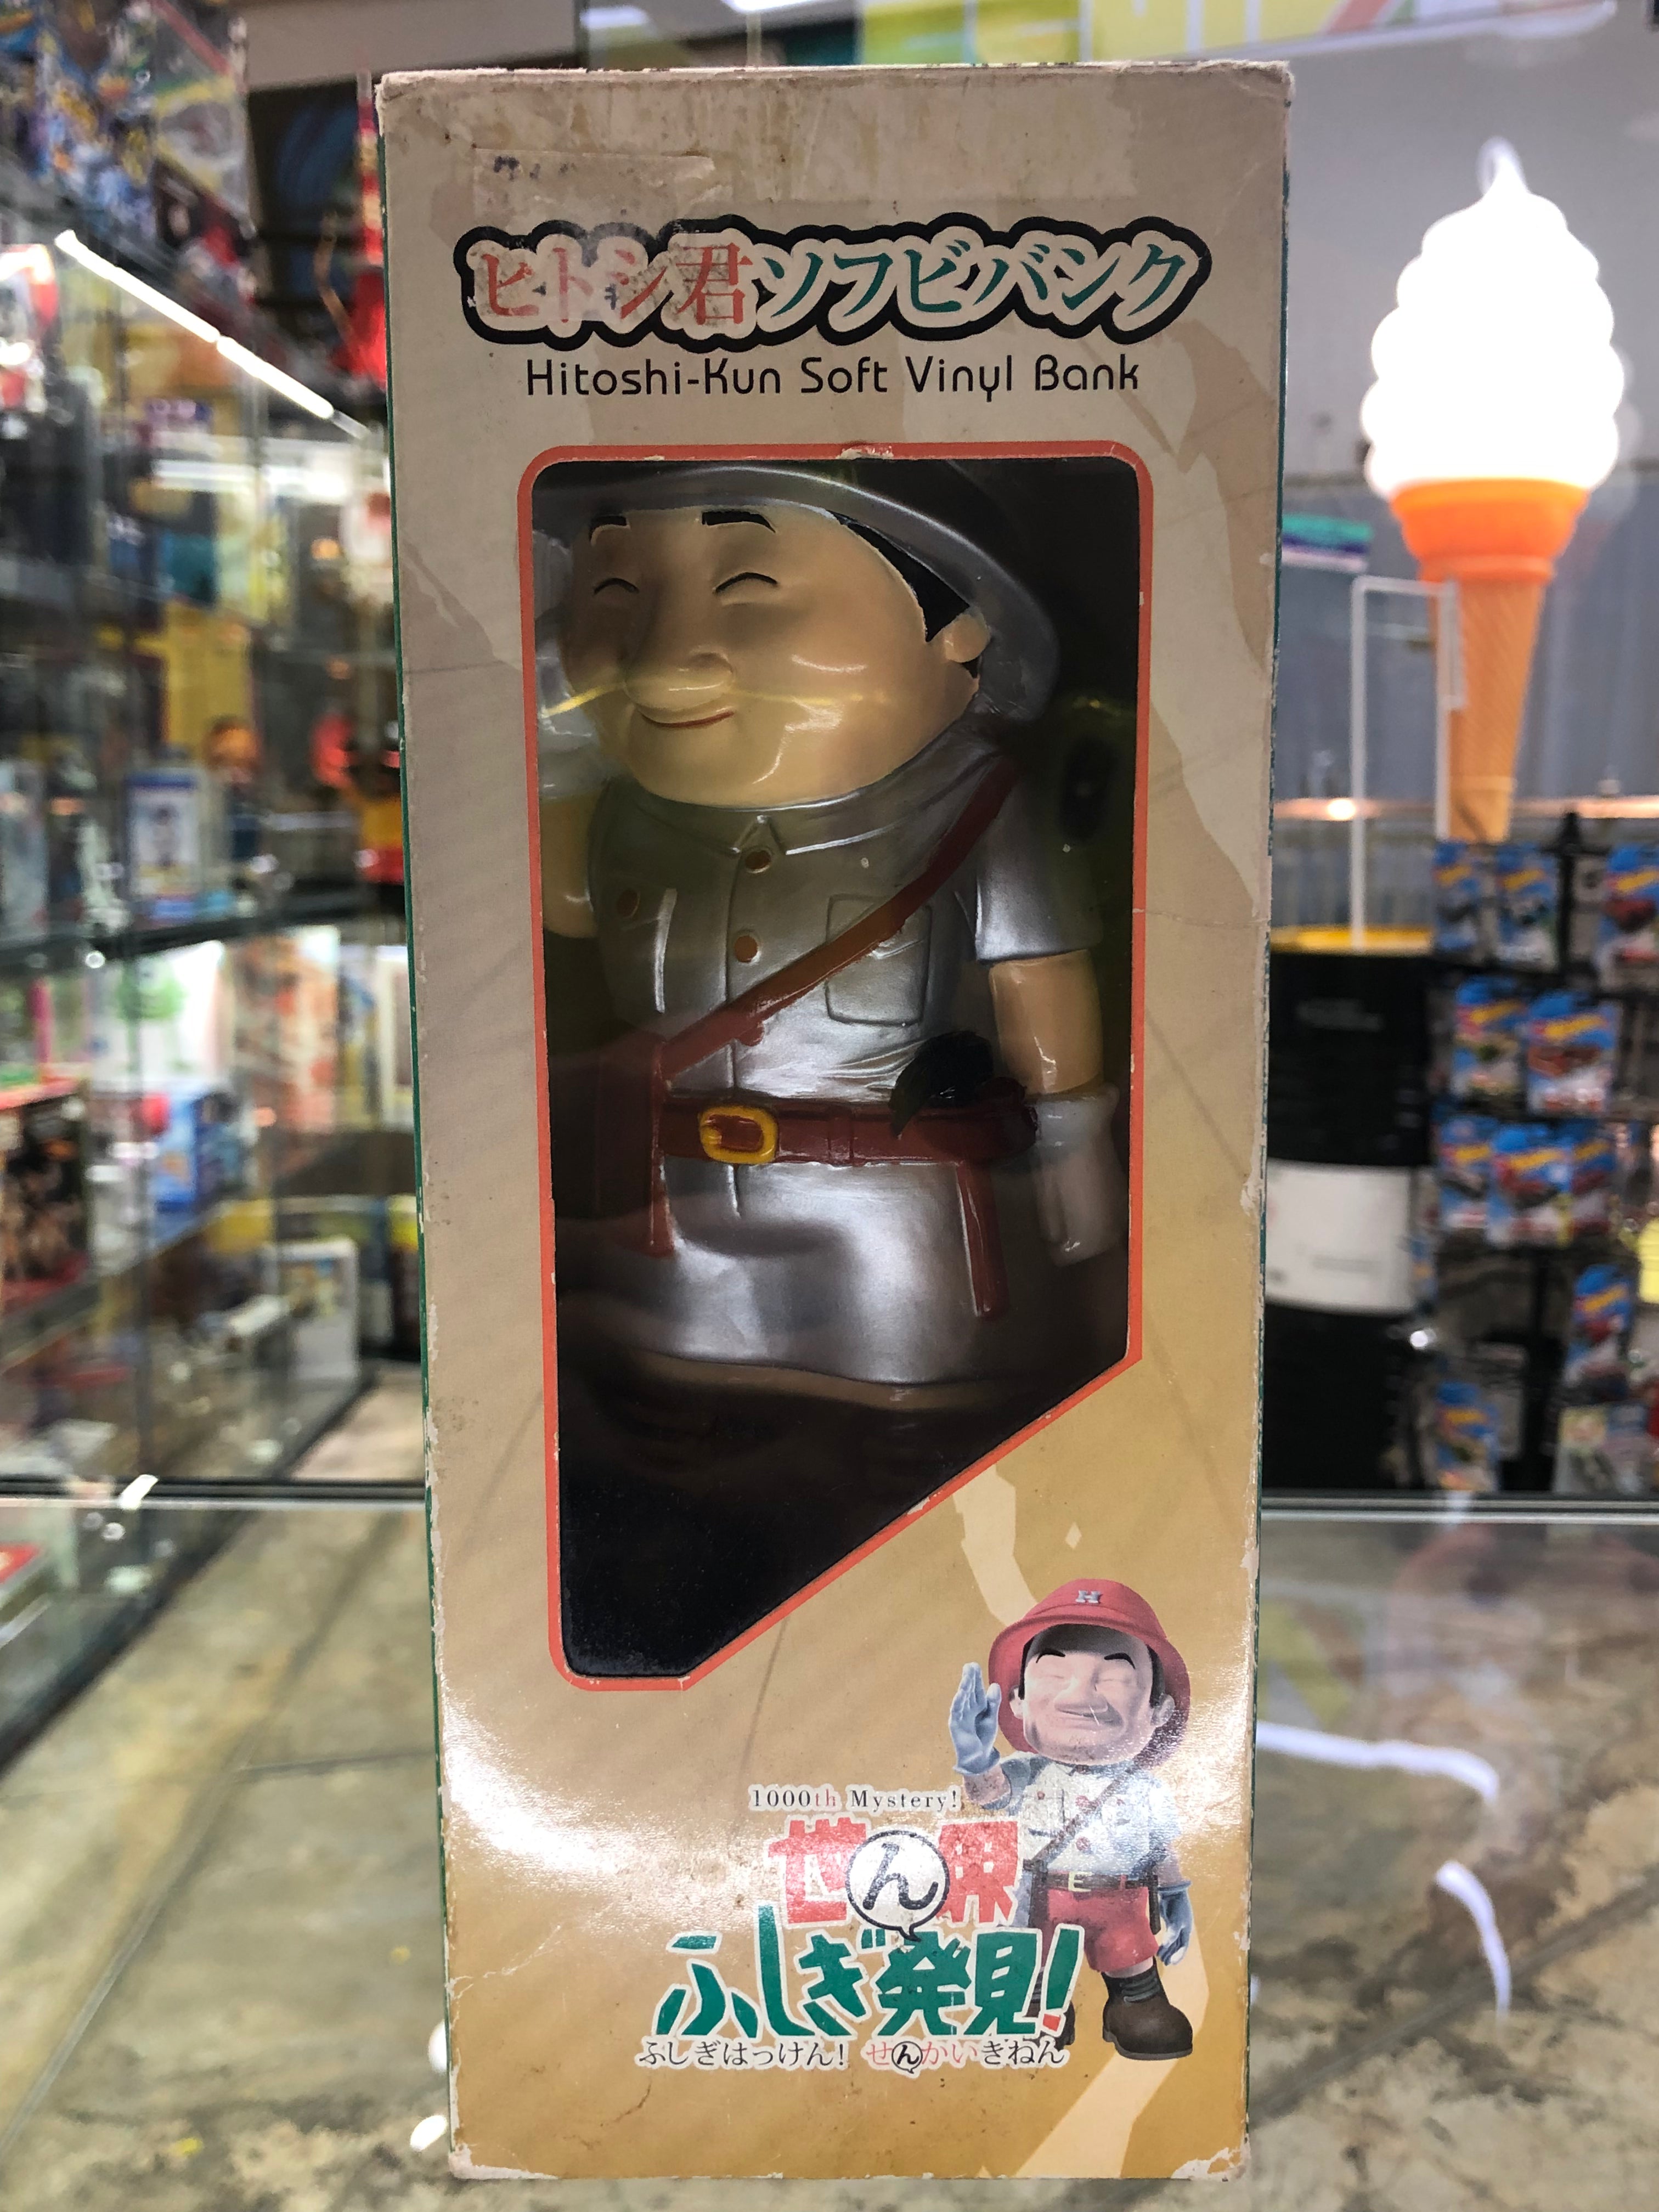 ヒトシ君ソフビバンク
Hitoshi-Kun Soft Vinyl Bank
H
1000th Mystery!
世ん界
ふしぎ発見!
ふしぎはっけん! せんかいきねん